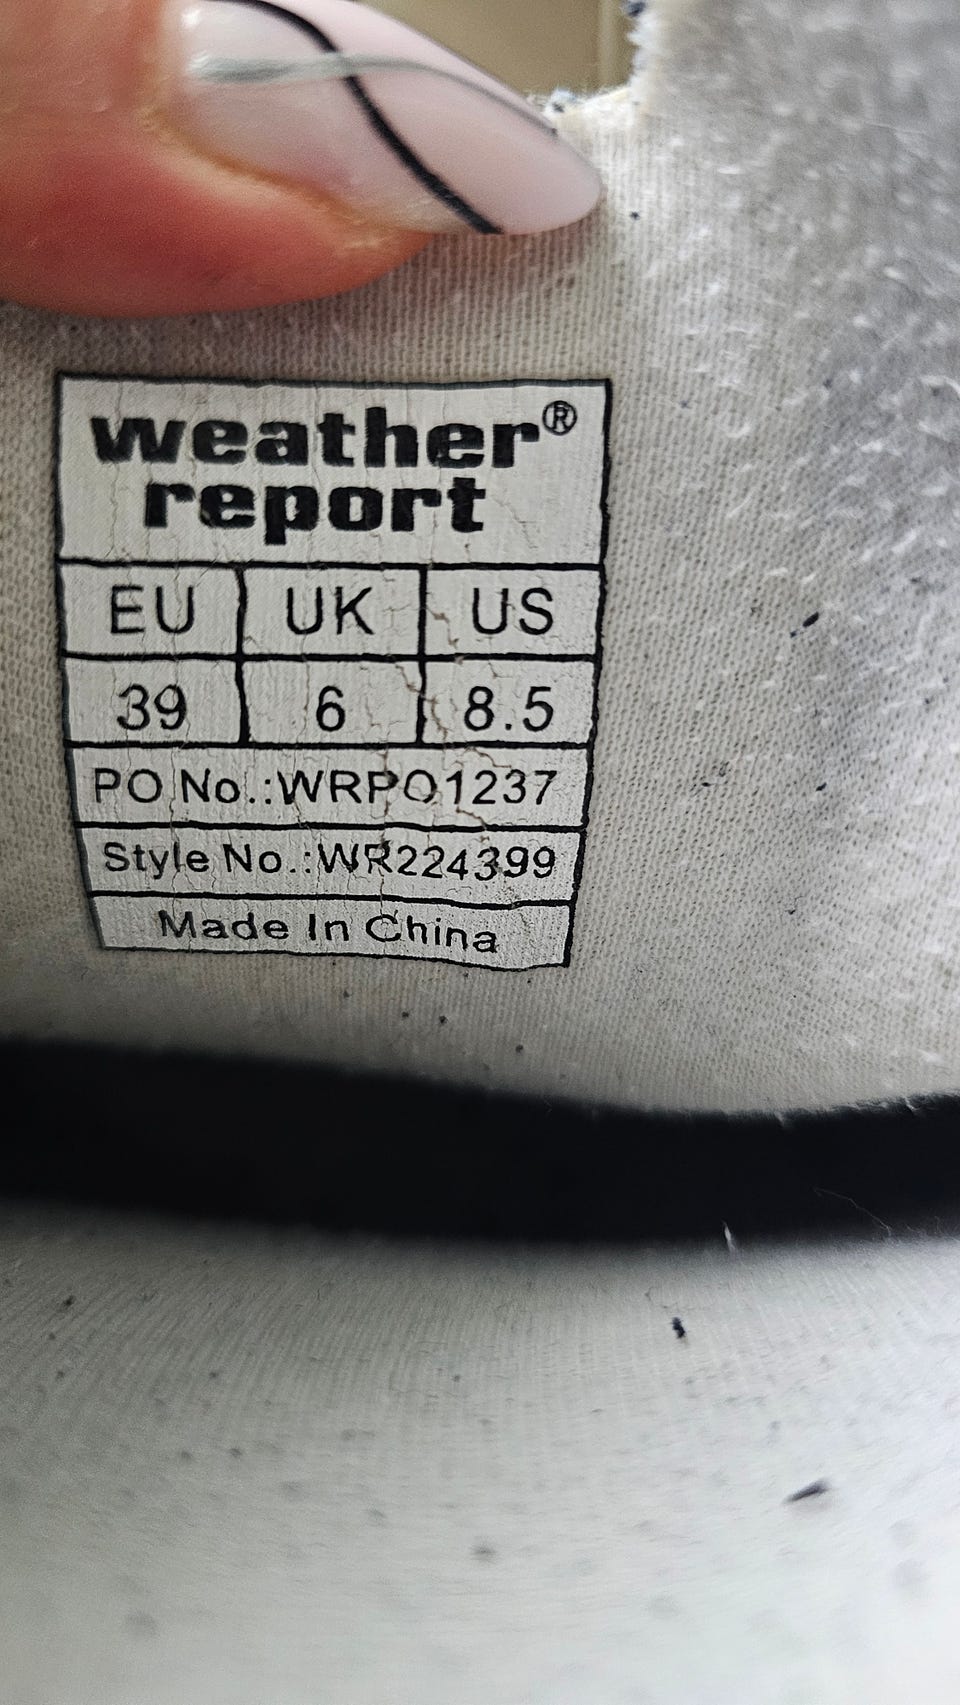 weather®
report
EU UK US
39 6 8.5
PO No.:WRPO1237
Style No.:WR224399
Made In China